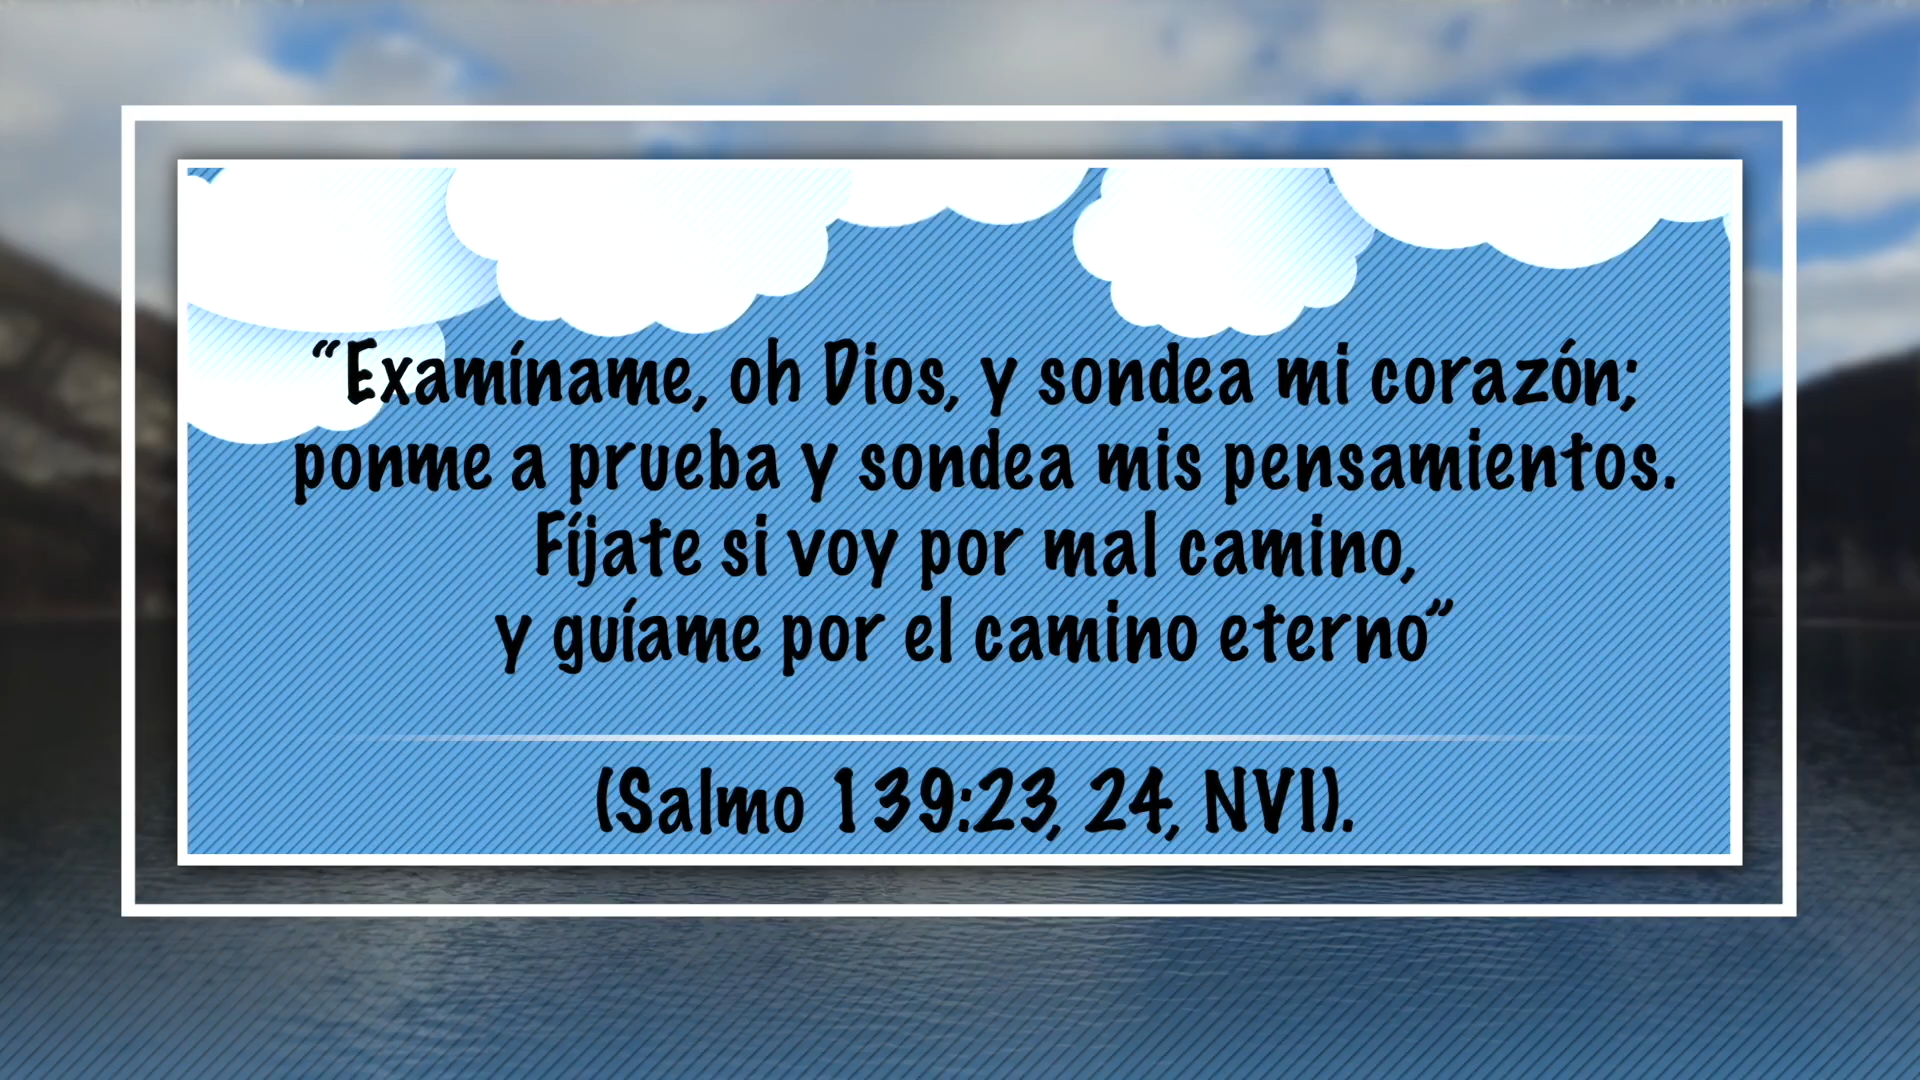 “Examíname, oh Dios, y sondea mi corazón;
ponme a prueba y sondea mis pensamientos.
Fíjate si voy por mal camino,
y guíame por el camino eterno”
(Salmo 139:23, 24, NVI).